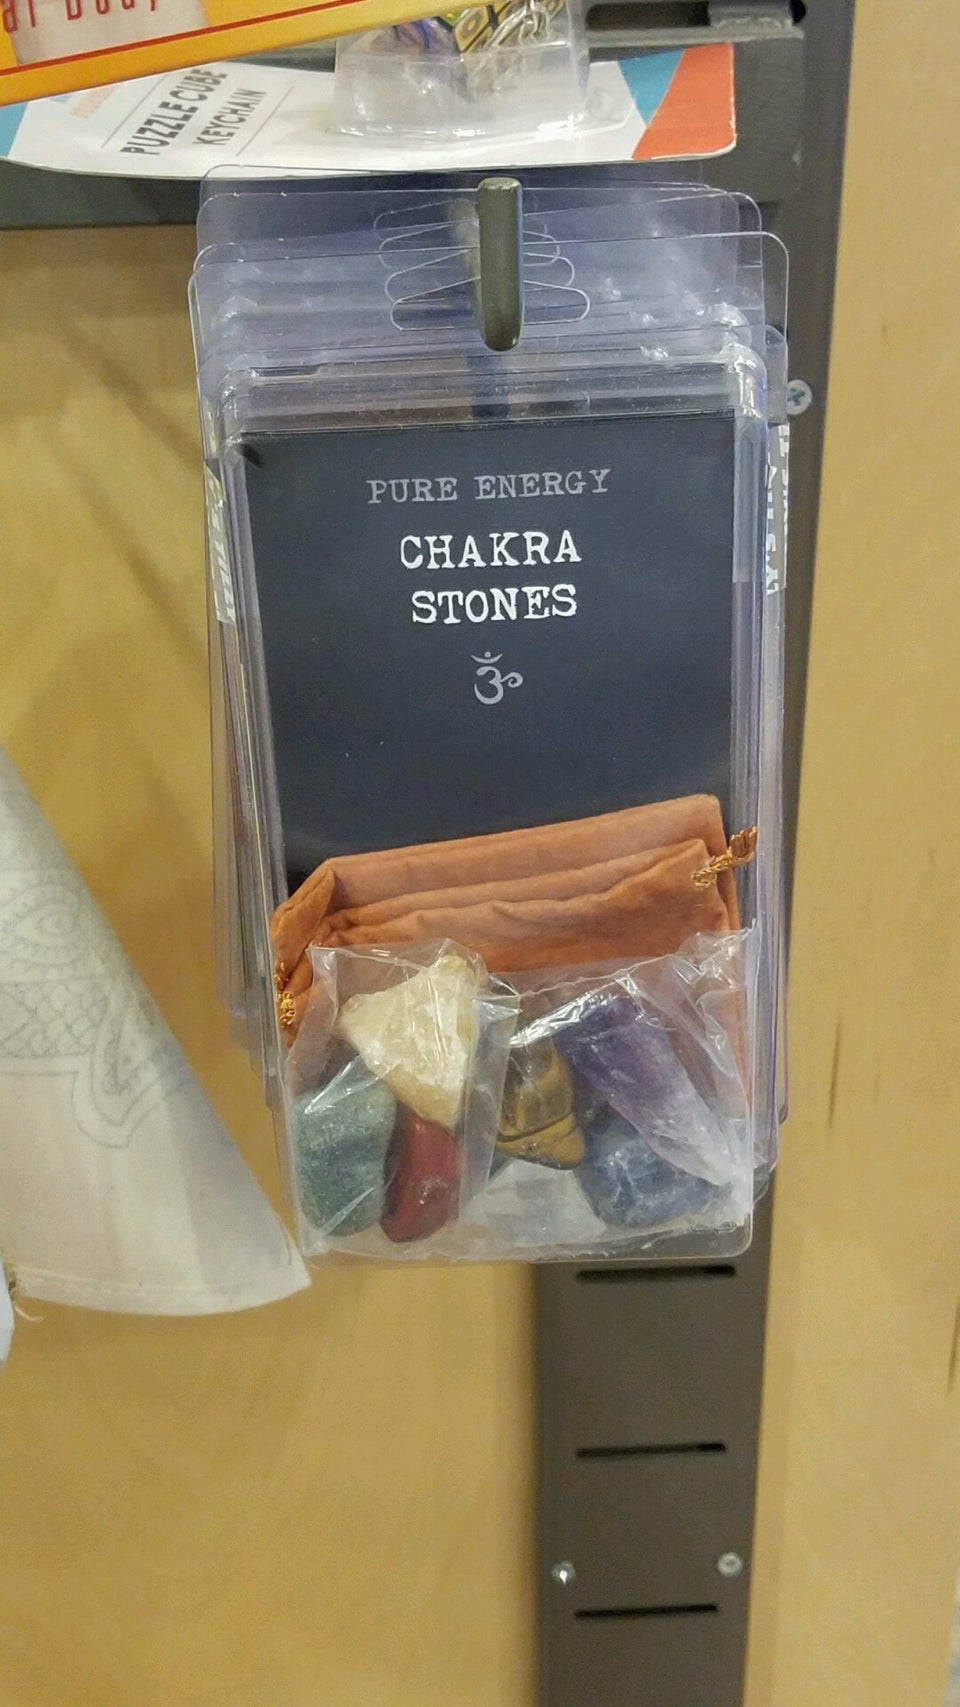 PUZZLE CUBE
KEYCHAIN
PURE ENERGY
CHAKRA
STONES
ॐ